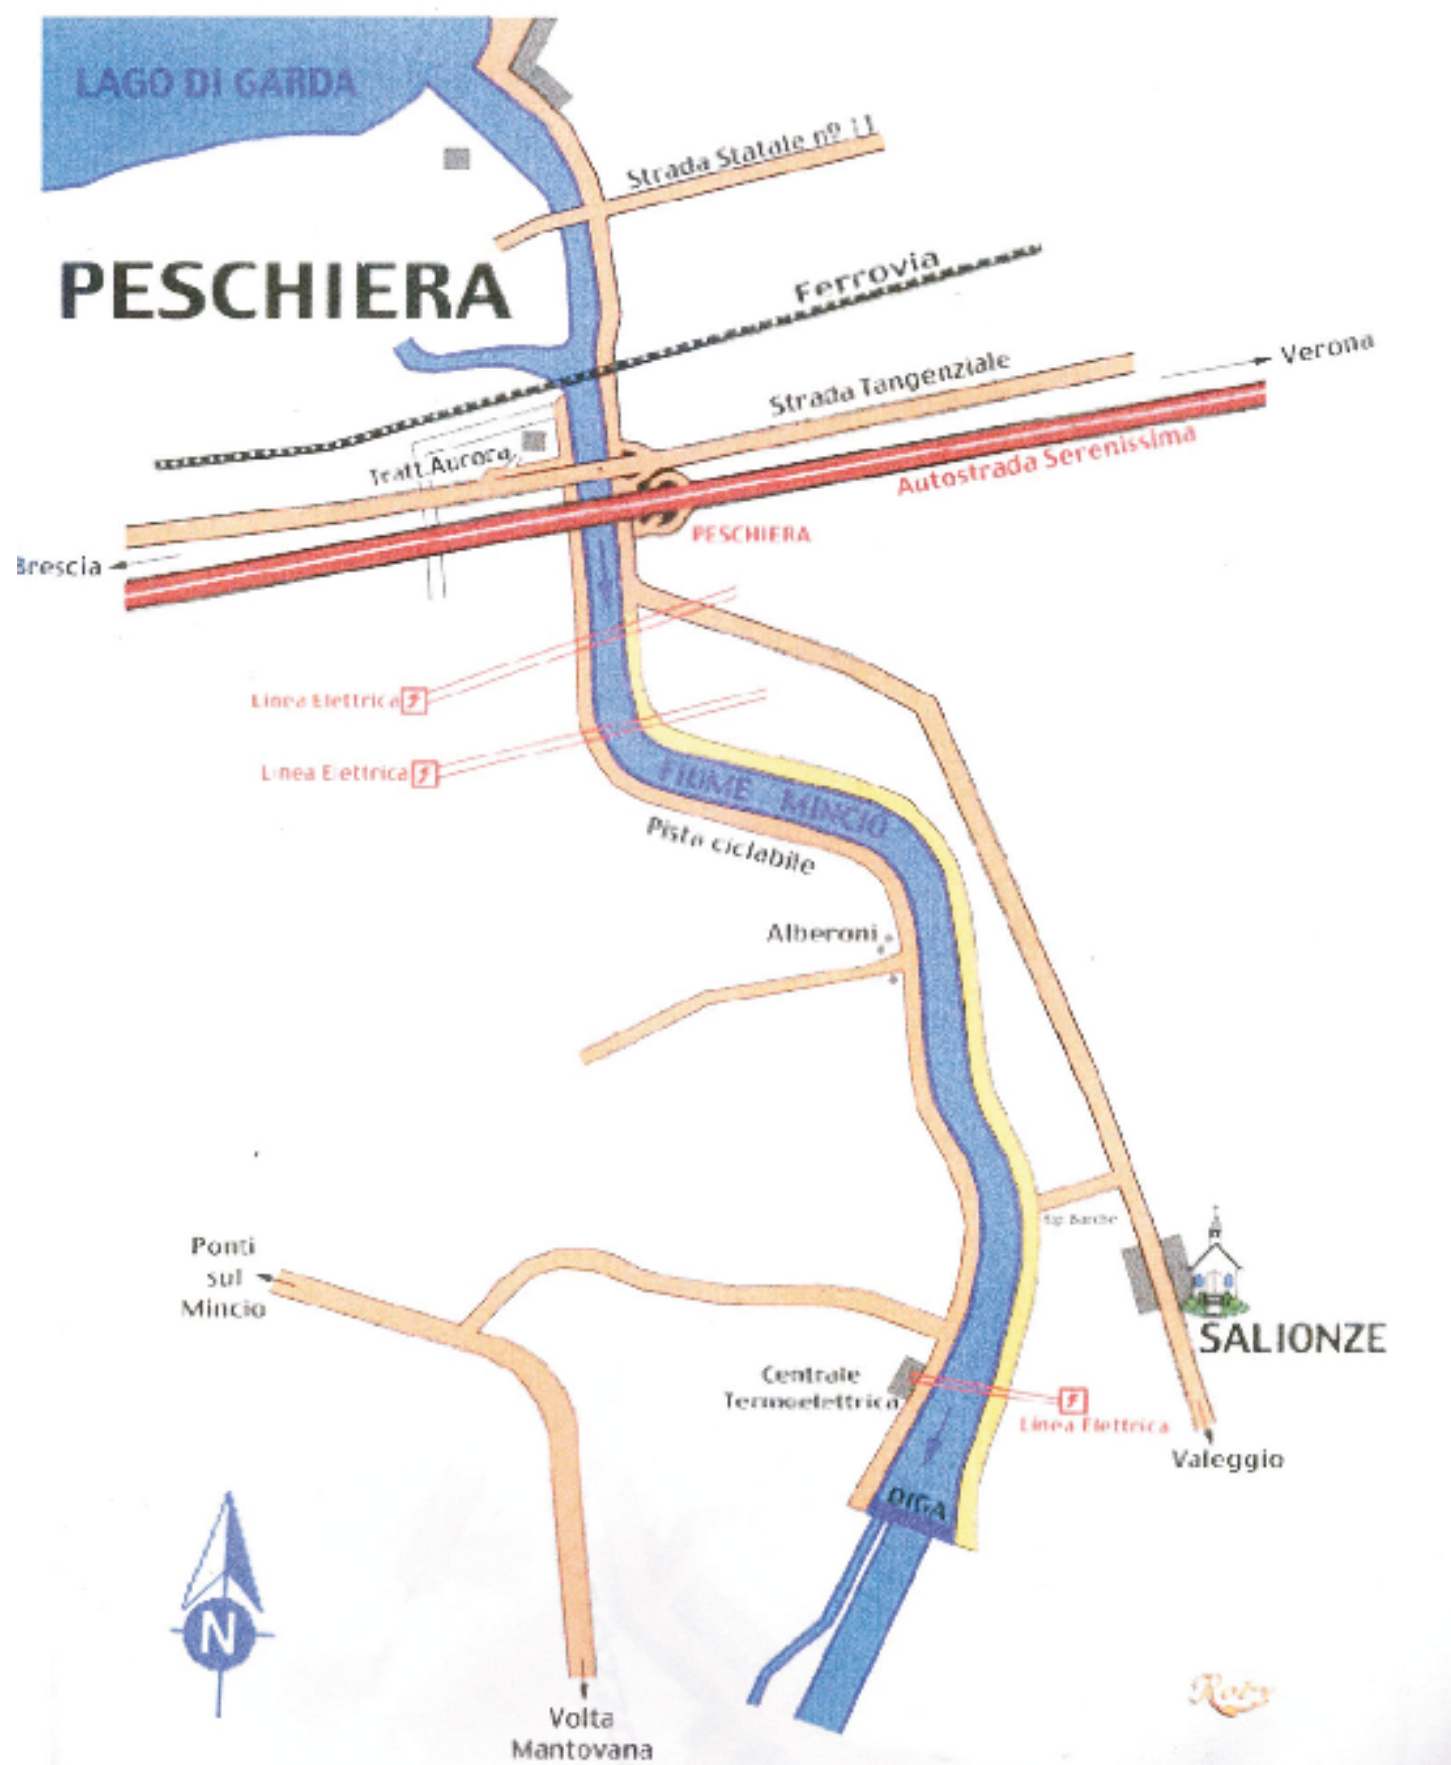 LAGO DI GARDA
Strada Statale nº 11
PESCHIERA
Ferrovia
Verona
Strada Tangenziale
Tratt. Aurora
Autostrada Serenissima
PESCHIERA
Brescia
Linea Elettrica
Linea Elettrica
FIUME MINCIO
Pista ciclabile
Alberoni
Barche
Ponti
sul
Mincio
SALIONZE
Centrale
Termoelettrica
Linea Elettrica
Valeggio
DIGA
N
Roby
Volta
Mantovana